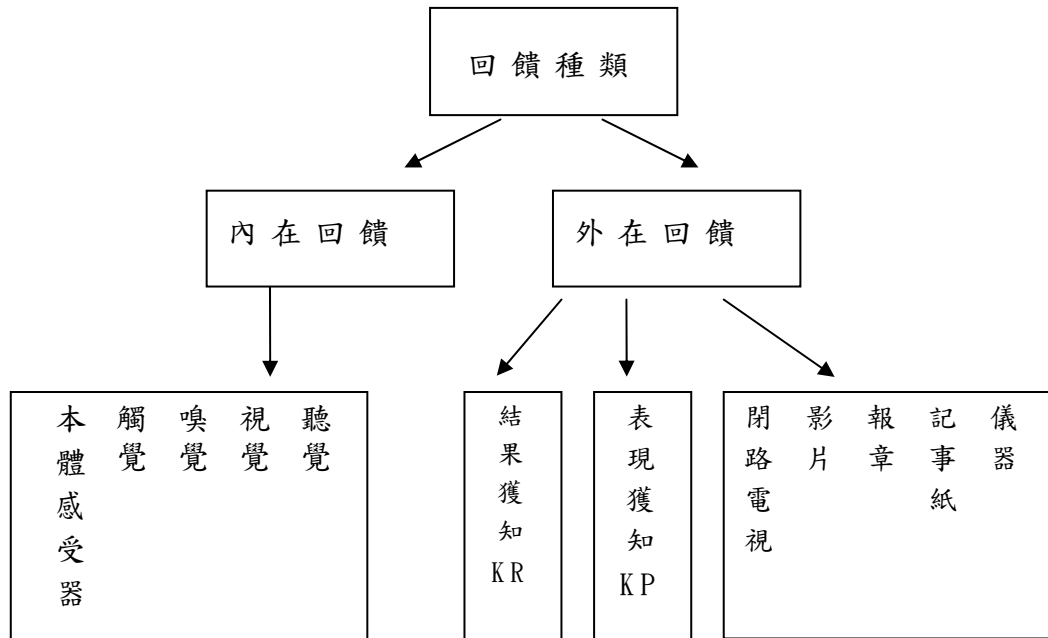 回饋種類
內在回饋
外在回饋
本體感受器
觸覺
嗅覺
視覺
聽覺
結果獲知KR
表現獲知KP
閉路電視
影片
報章
記事紙
儀器